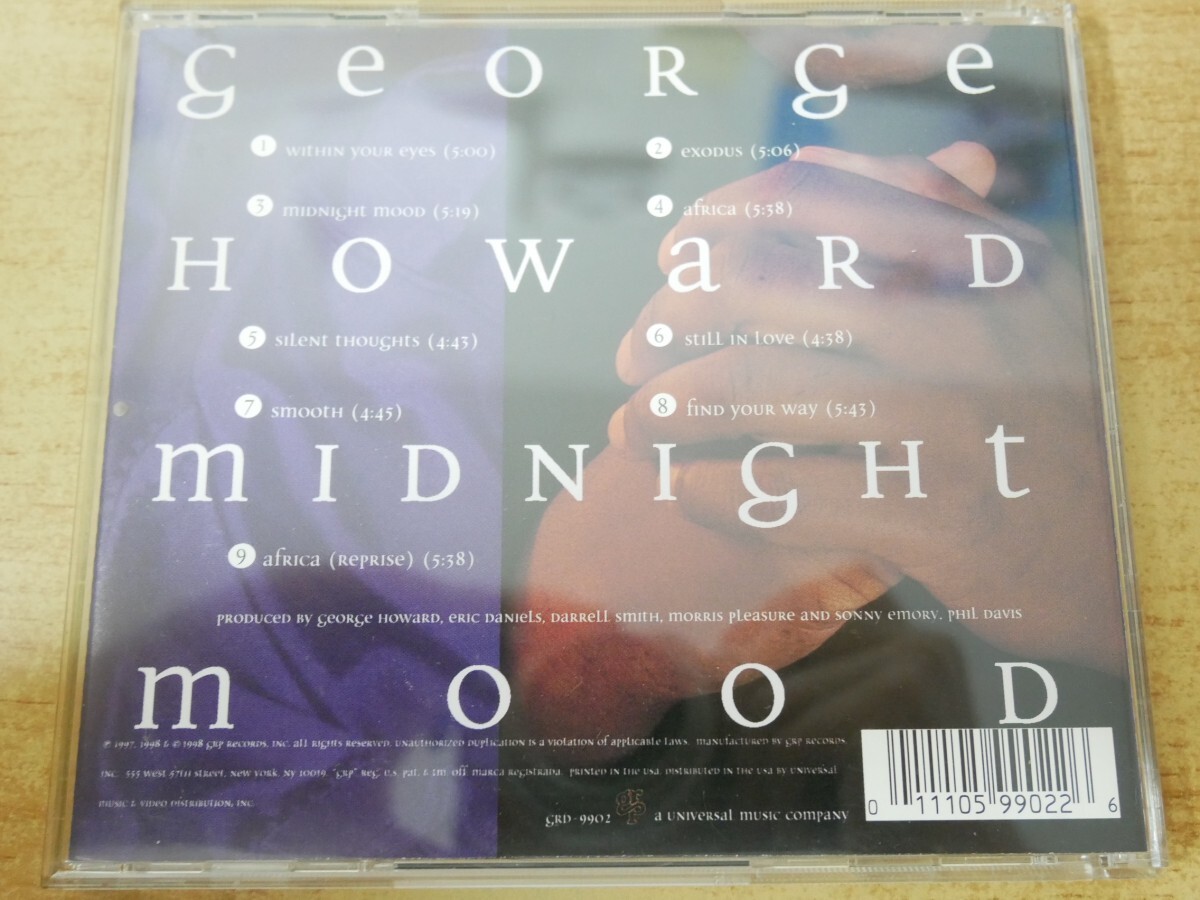 GEORGE
1 WITHIN YOUR EYES (5:00) 2 EXODUS (5:06)
3 MIDNIGHT MOOD (5:19) 4 AFRICA (5:38)
HOWARD
5 SILENT THOUGHTS (4:43) 6 STILL IN LOVE (4:38)
7 SMOOTH (4:45) 8 FIND YOUR WAY (5:43)
MIDNIGHT
9 AFRICA (REPRISE) (5:38)
PRODUCED BY GEORGE HOWARD, ERIC DANIELS, DARRELL SMITH, MORRIS PLEASURE AND SONNY EMORY, PHIL DAVIS
MOOD
℗ 1997, 1998 & © 1998 GRP RECORDS, INC. ALL RIGHTS RESERVED. UNAUTHORIZED DUPLICATION IS A VIOLATION OF APPLICABLE LAWS. MANUFACTURED BY GRP RECORDS,
INC. 555 WEST 57TH STREET, NEW YORK, NY 10019. "GRP" REG. U.S. PAT. & TM. OFF. MARCA REGISTRADA. PRINTED IN THE USA. DISTRIBUTED IN THE USA BY UNIVERSAL
MUSIC & VIDEO DISTRIBUTION, INC.
GRD-9902 GRP A UNIVERSAL MUSIC COMPANY
0 11105 99022 6